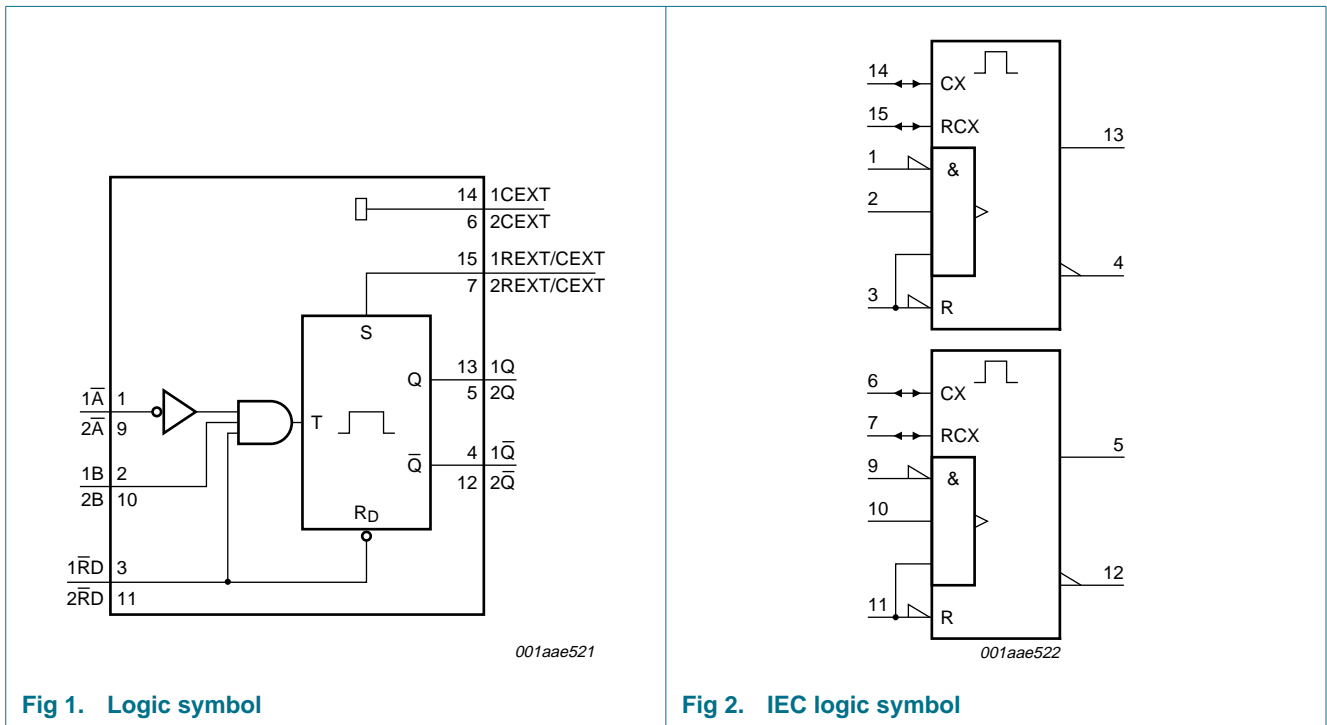 14 1CEXT
6 2CEXT
15 1REXT/CEXT
7 2REXT/CEXT
S
Q 13 1Q
5 2Q
1A̅ 1
2A̅ 9
T
Q̅ 4 1Q̅
12 2Q̅
1B 2
2B 10
RD
1R̅D 3
2R̅D 11
001aae521
Fig 1. Logic symbol
14 CX
15 RCX
13
1 &
2
4
3 R
6 CX
7 RCX
5
9 &
10
12
11 R
001aae522
Fig 2. IEC logic symbol